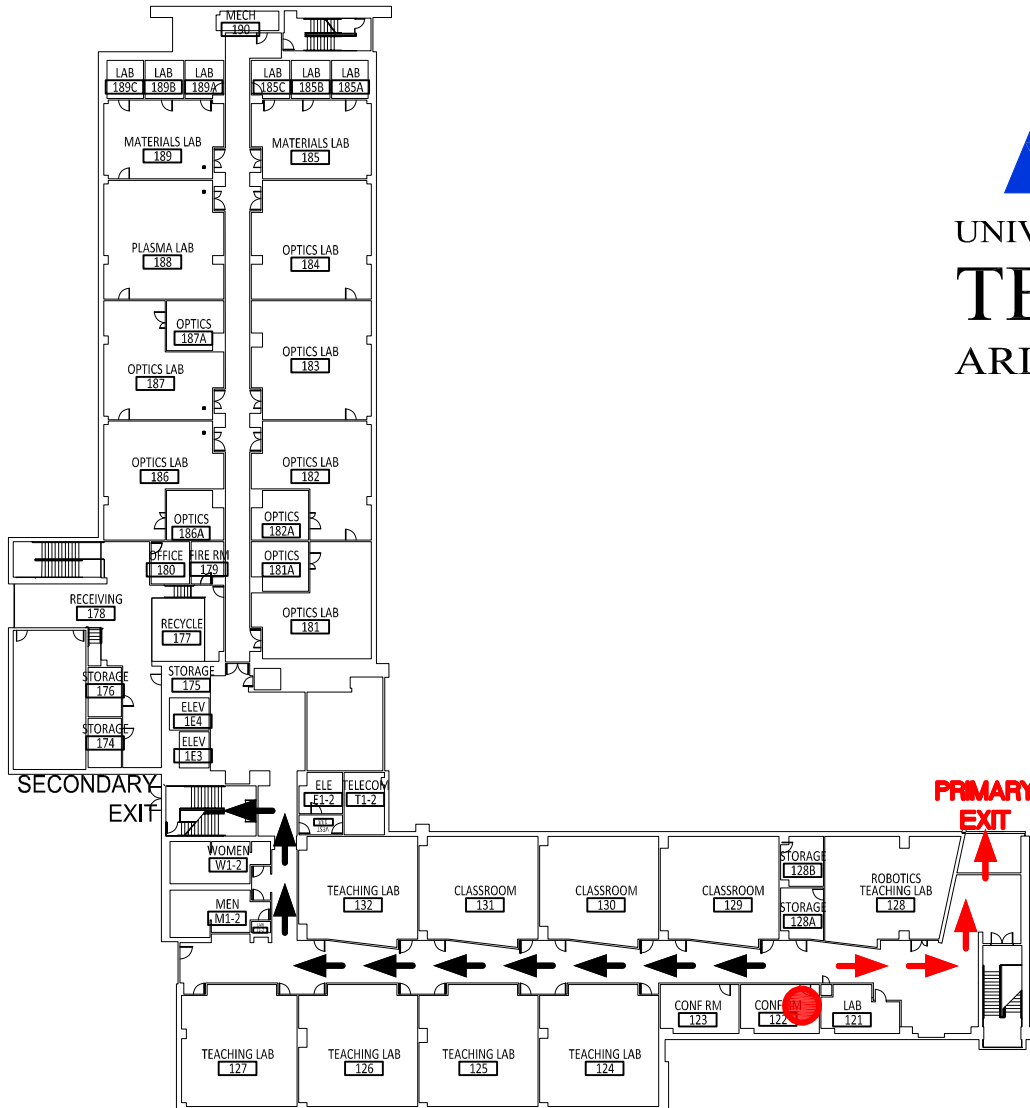 MECH
190
LAB LAB LAB LAB LAB LAB
189C 189B 189A 185C 185B 185A
MATERIALS LAB
189
MATERIALS LAB
185
PLASMA LAB
188
OPTICS LAB
184
OPTICS
187A
OPTICS LAB
187
OPTICS LAB
183
OPTICS LAB
186
OPTICS LAB
182
OPTICS
186A
OPTICS
182A
OFFICE
180
FIRE RM
179
OPTICS
181A
RECEIVING
178
RECYCLE
177
OPTICS LAB
181
STORAGE
176
STORAGE
175
ELEV
1E4
STORAGE
174
ELEV
1E3
SECONDARY
EXIT
ELE
E1-2
TELECOM
T1-2
PRIMARY
EXIT
WOMEN
W1-2
MEN
M1-2
TEACHING LAB
132
CLASSROOM
131
CLASSROOM
130
CLASSROOM
129
STORAGE
128B
STORAGE
128A
ROBOTICS
TEACHING LAB
128
CONF RM
123
CONF RM
122
LAB
121
TEACHING LAB
127
TEACHING LAB
126
TEACHING LAB
125
TEACHING LAB
124